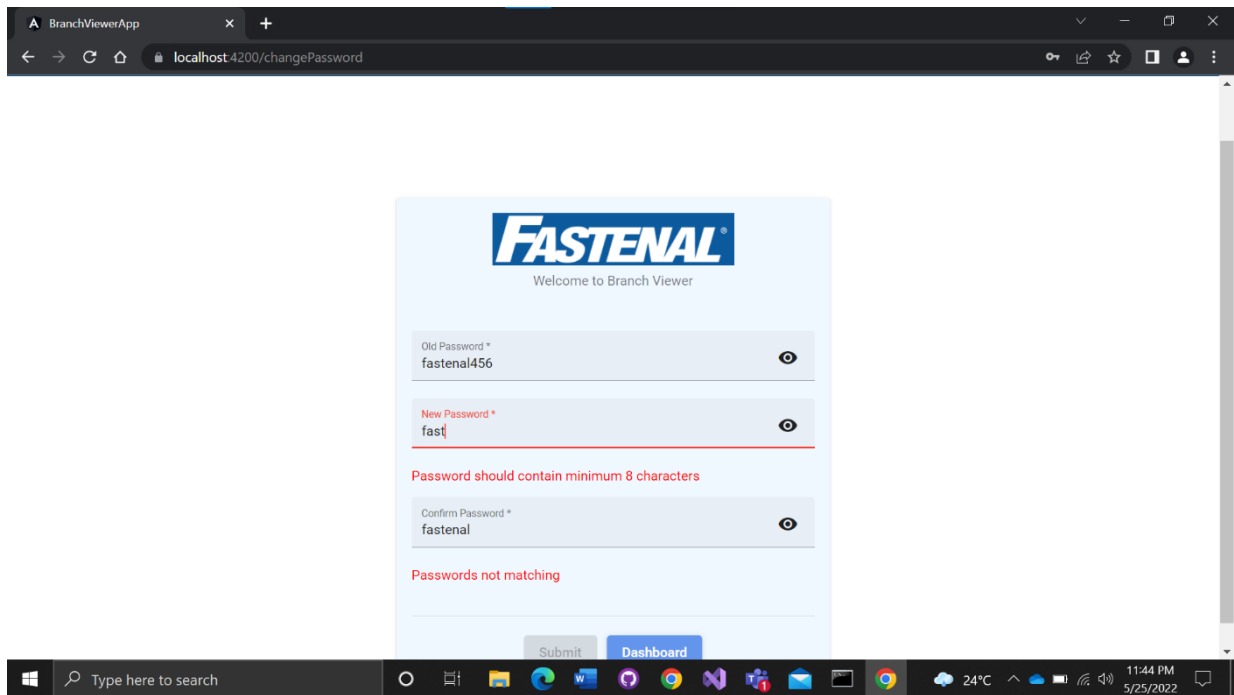 BranchViewerApp
localhost:4200/changePassword
FASTENAL®
Welcome to Branch Viewer
Old Password *
fastenal456
New Password *
fast
Password should contain minimum 8 characters
Confirm Password *
fastenal
Passwords not matching
Submit Dashboard
Type here to search
24°C
11:44 PM
5/25/2022